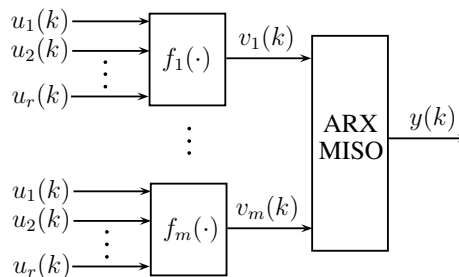 u₁(k)
u₂(k)
⋮
uᵣ(k)
f₁(·)
v₁(k)
⋮
u₁(k)
u₂(k)
⋮
uᵣ(k)
fₘ(·)
vₘ(k)
ARX
MISO
y(k)